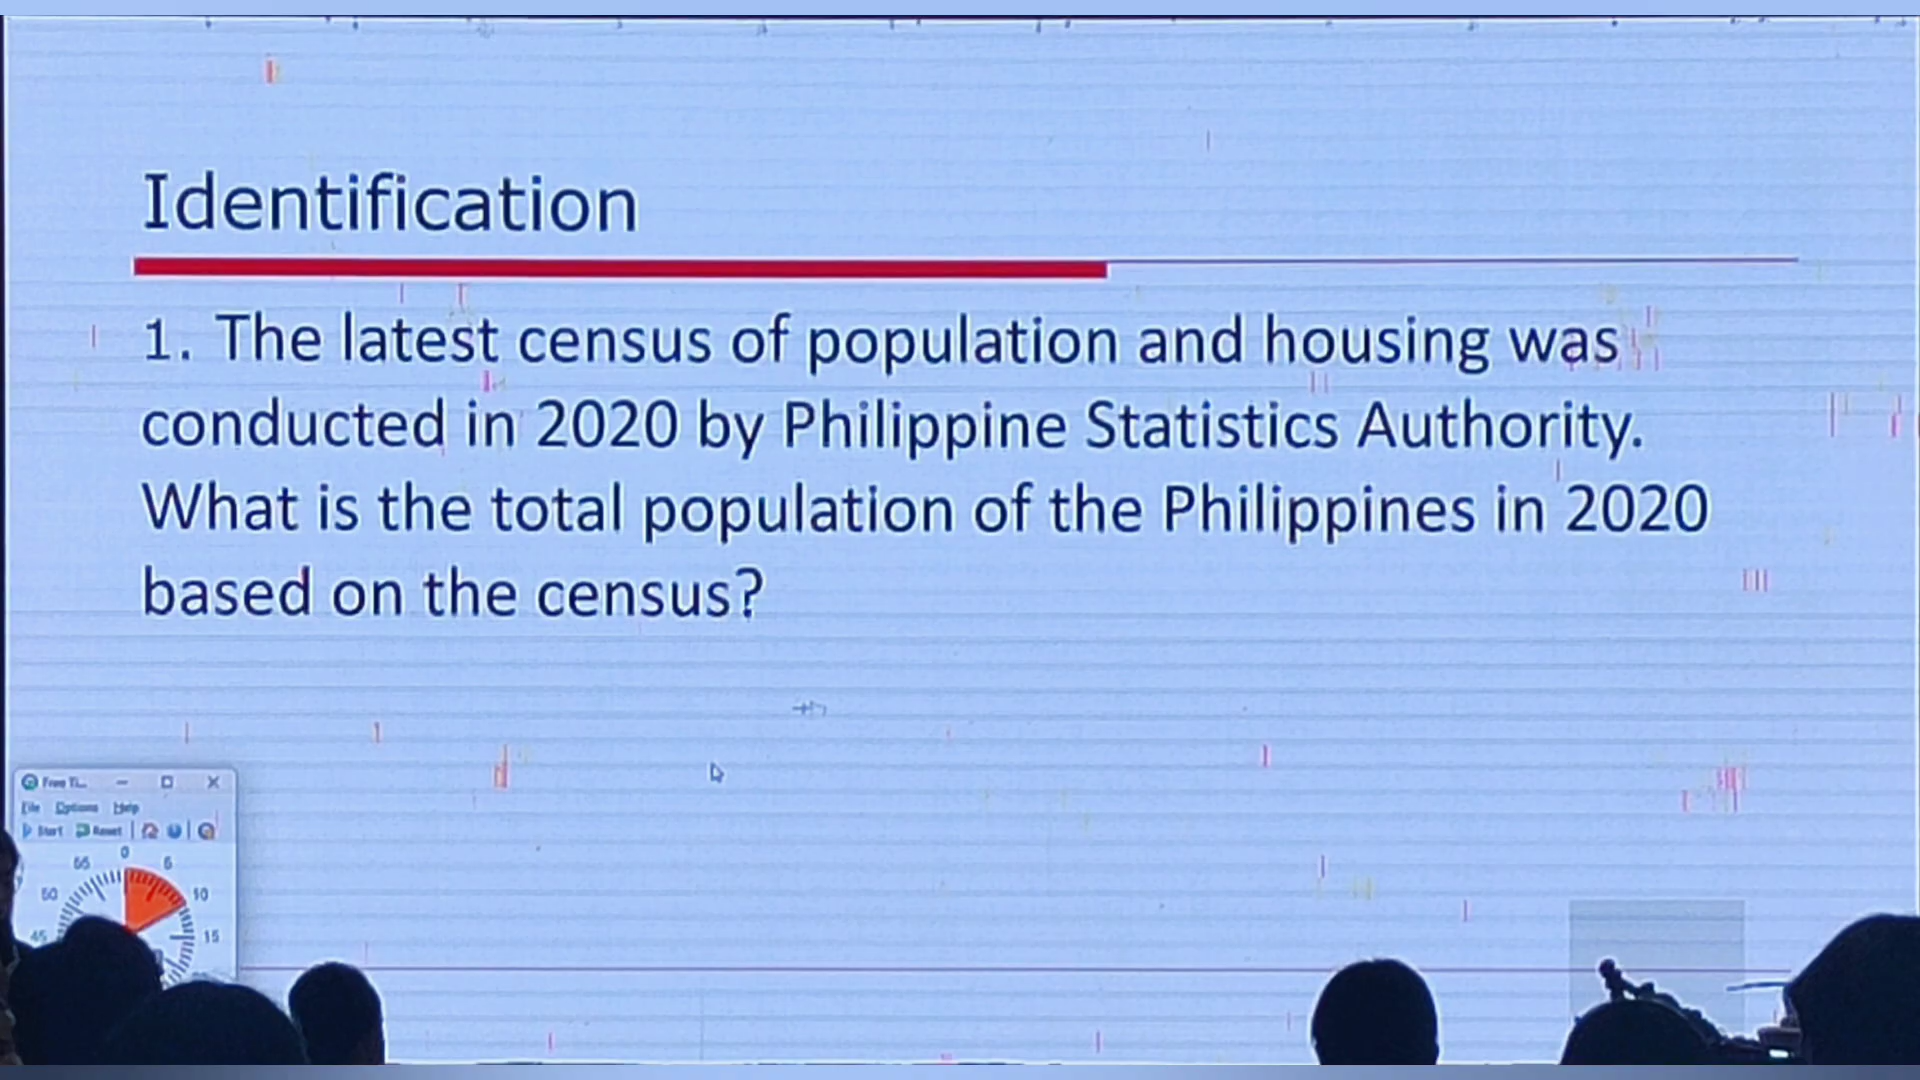 Identification
1. The latest census of population and housing was
conducted in 2020 by Philippine Statistics Authority.
What is the total population of the Philippines in 2020
based on the census?
Free Ti...
File Options Help
Start Reset
0
5
10
15
45
50
55